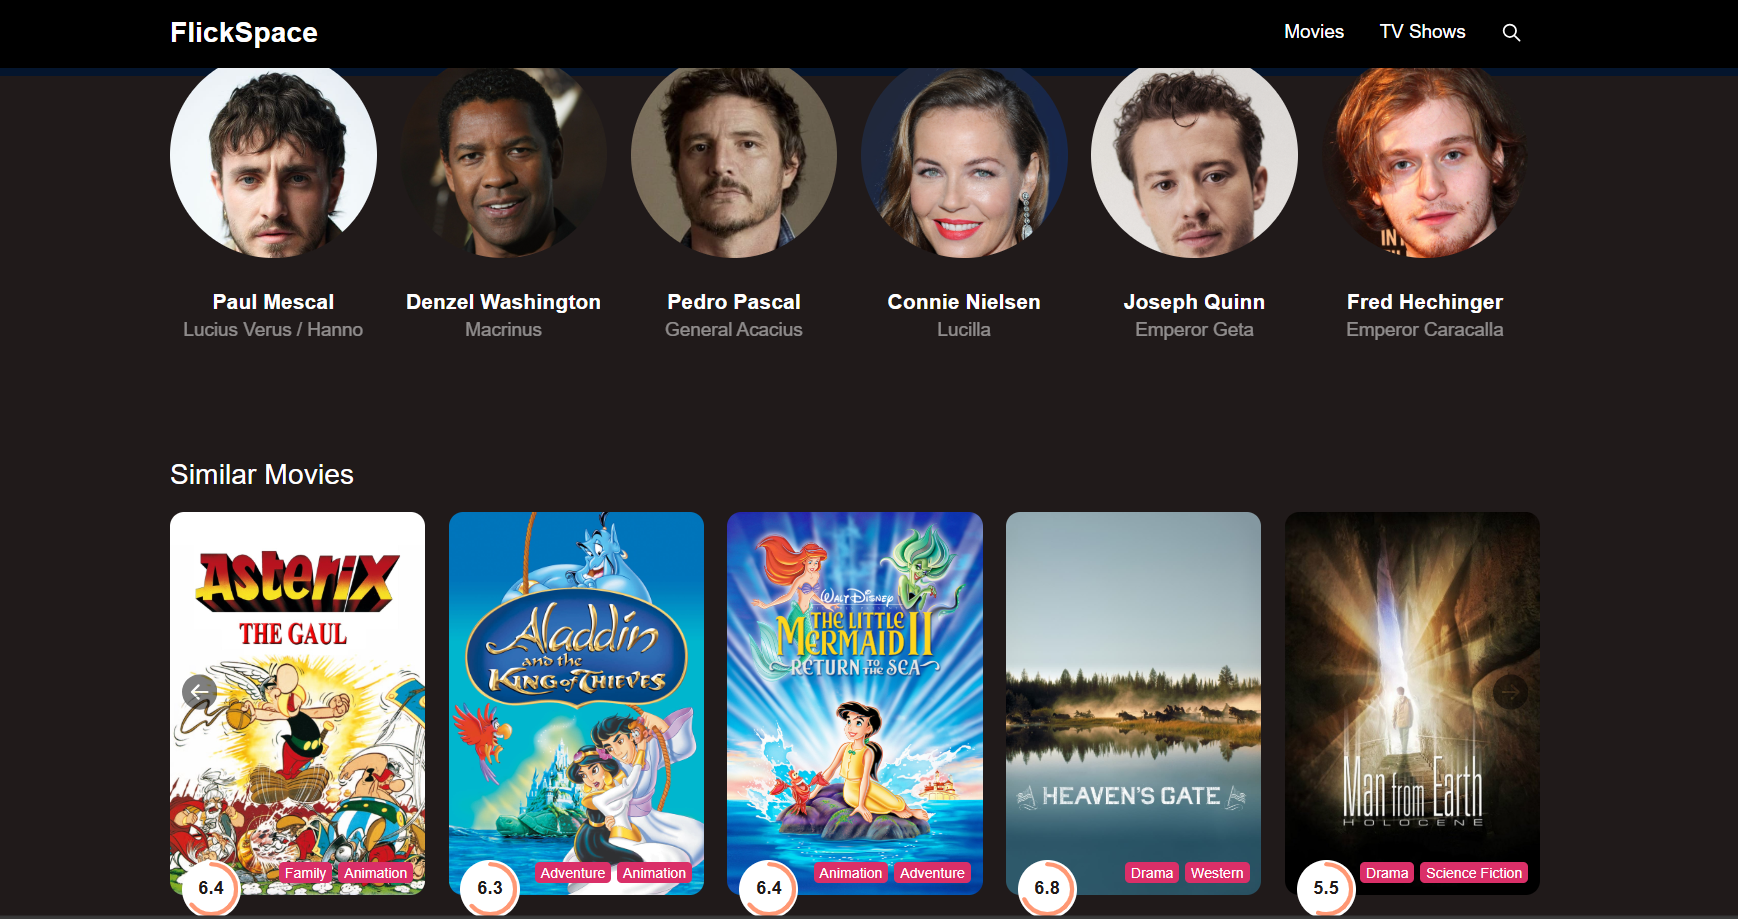 FlickSpace
Movies
TV Shows
Paul Mescal
Lucius Verus / Hanno
Denzel Washington
Macrinus
Pedro Pascal
General Acacius
Connie Nielsen
Lucilla
Joseph Quinn
Emperor Geta
Fred Hechinger
Emperor Caracalla
IN
Similar Movies
Asterix
THE GAUL
6.4
Family
Animation
Aladdin
and the
KING of THIEVES
6.3
Adventure
Animation
WALT DISNEY
THE LITTLE
MERMAID II
RETURN TO THE SEA
6.4
Animation
Adventure
HEAVEN'S GATE
6.8
Drama
Western
Man from Earth
HOLOCENE
5.5
Drama
Science Fiction